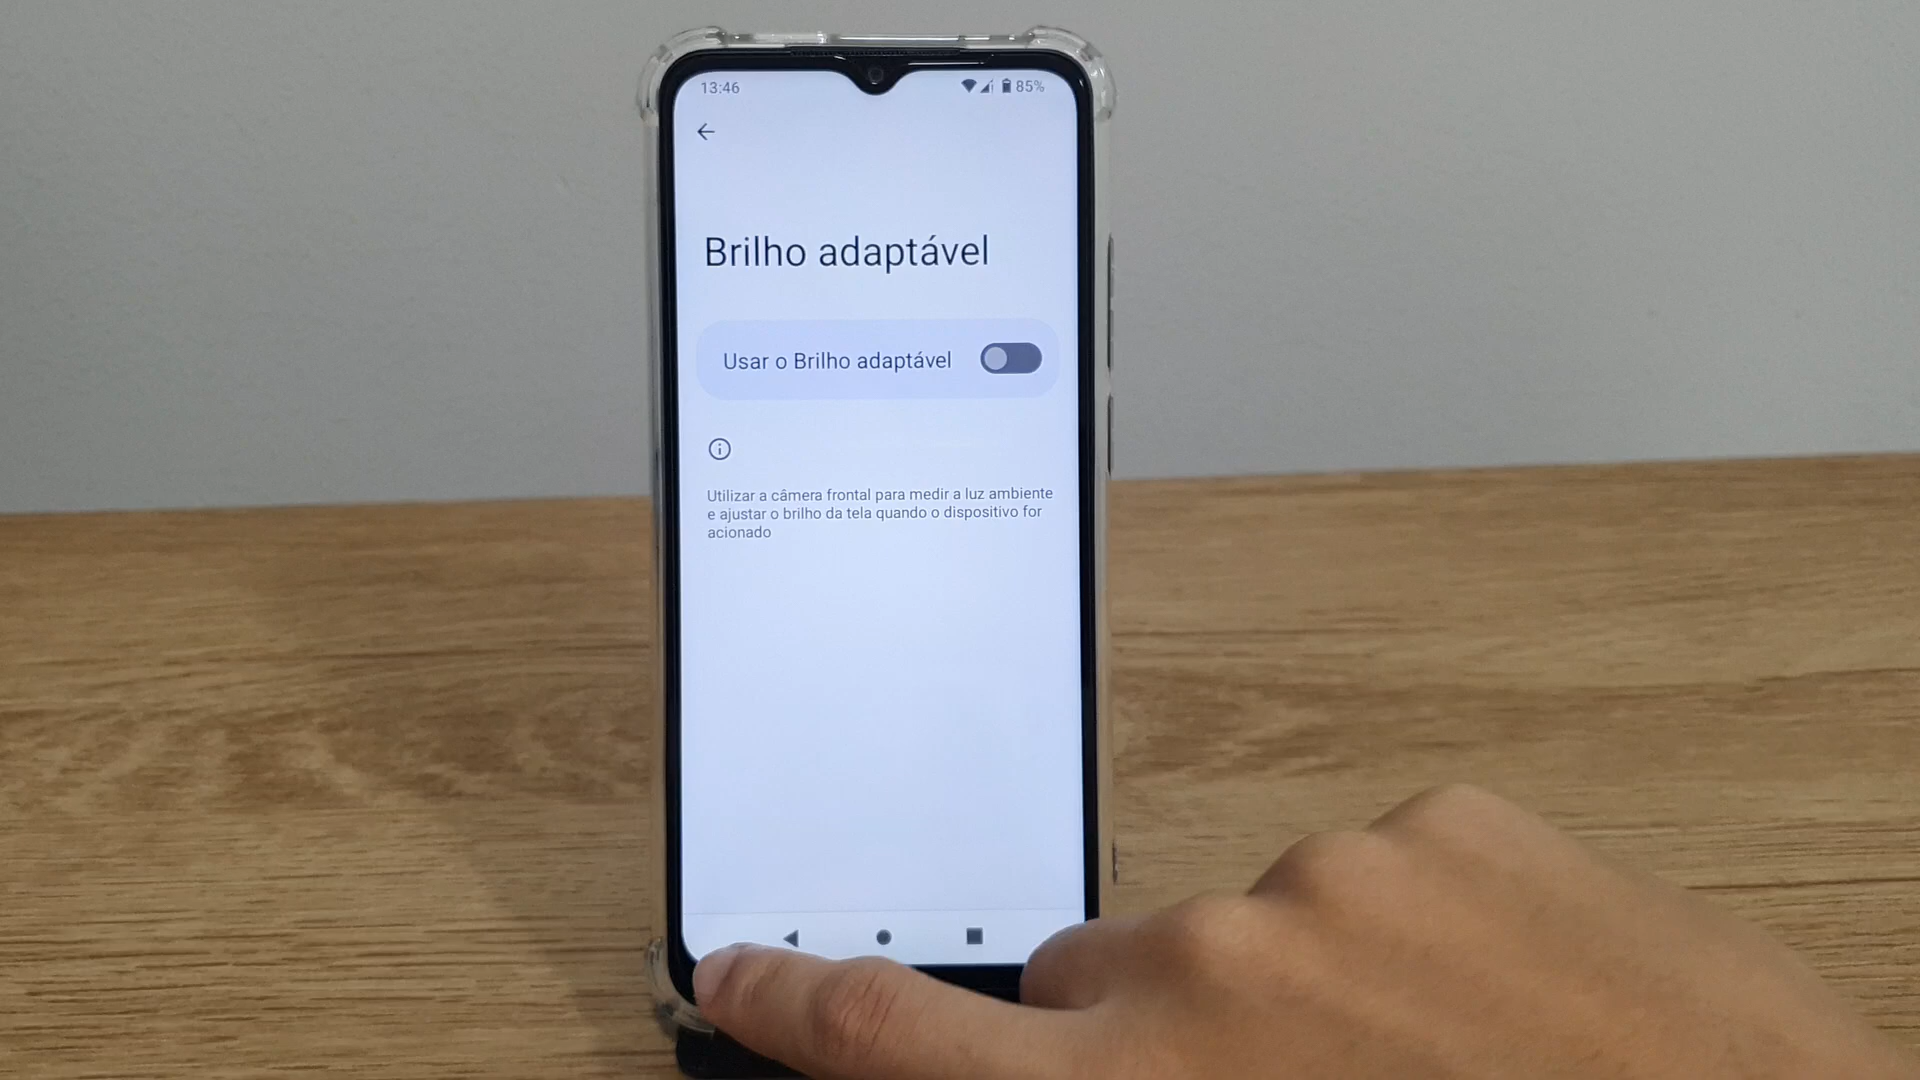 13:46
85%
Brilho adaptável
Usar o Brilho adaptável
Utilizar a câmera frontal para medir a luz ambiente
e ajustar o brilho da tela quando o dispositivo for
acionado